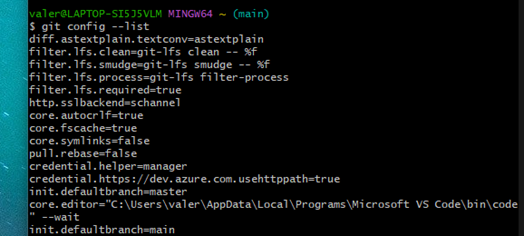 valer@LAPTOP-SI5J5VLM MINGW64 ~ (main)
$ git config --list
diff.astextplain.textconv=astextplain
filter.lfs.clean=git-lfs clean -- %f
filter.lfs.smudge=git-lfs smudge -- %f
filter.lfs.process=git-lfs filter-process
filter.lfs.required=true
http.sslbackend=schannel
core.autocrlf=true
core.fscache=true
core.symlinks=false
pull.rebase=false
credential.helper=manager
credential.https://dev.azure.com.usehttppath=true
init.defaultbranch=master
core.editor="C:\Users\valer\AppData\Local\Programs\Microsoft VS Code\bin\code
" --wait
init.defaultbranch=main